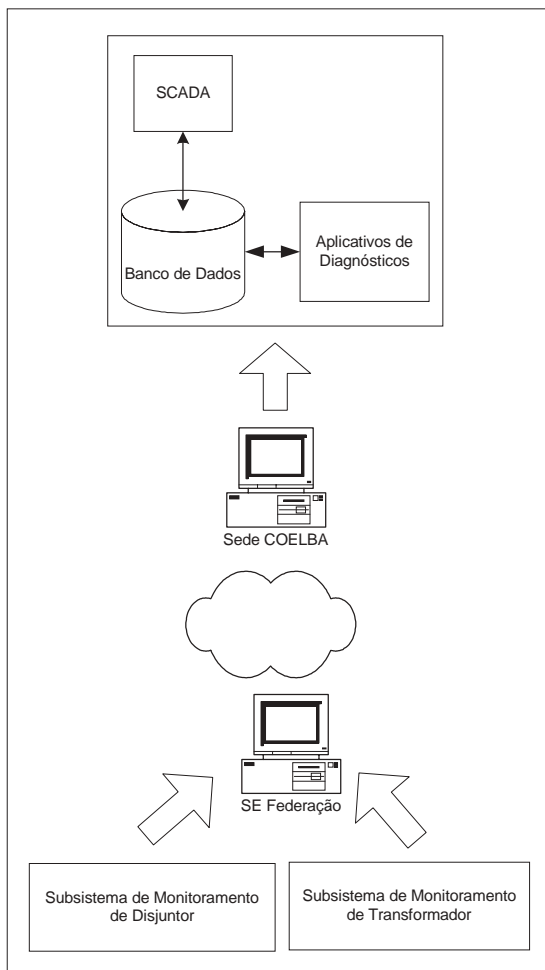 SCADA
Banco de Dados
Aplicativos de
Diagnósticos
Sede COELBA
SE Federação
Subsistema de Monitoramento
de Disjuntor
Subsistema de Monitoramento
de Transformador